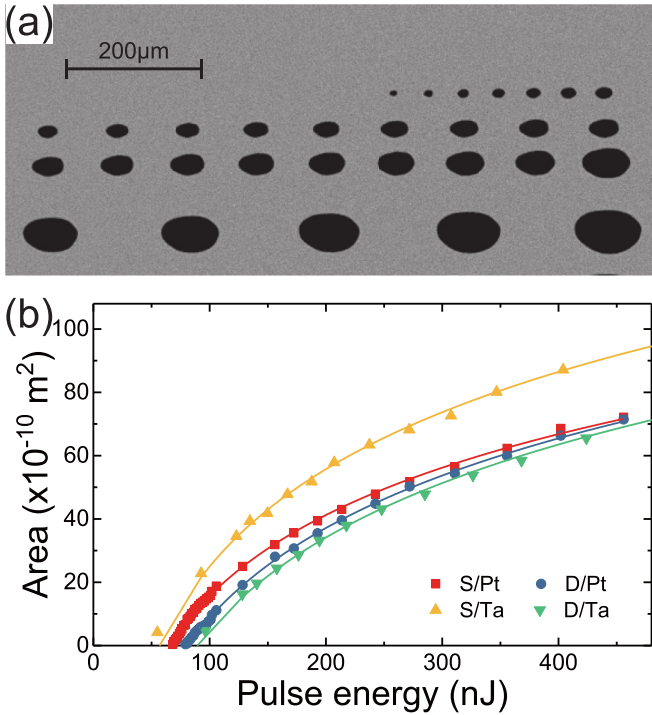 (a)
200μm
(b)
Area (x10⁻¹⁰ m²)
100
80
60
40
20
0
S/Pt D/Pt
S/Ta D/Ta
0 100 200 300 400
Pulse energy (nJ)